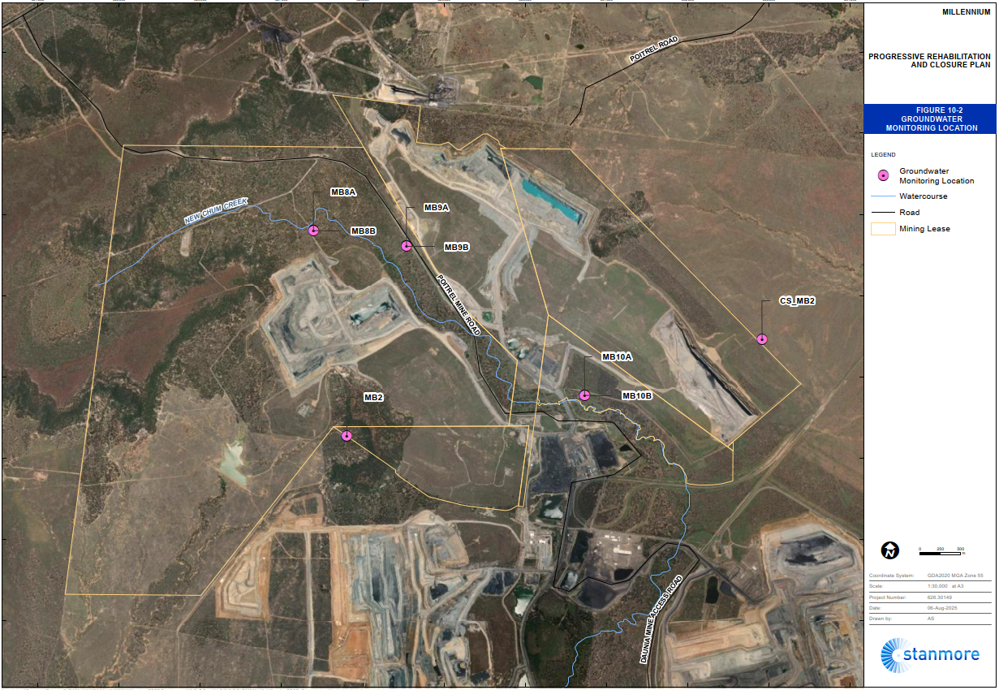 MILLENNIUM
PROGRESSIVE REHABILITATION
AND CLOSURE PLAN
FIGURE 10-2
GROUNDWATER
MONITORING LOCATION
LEGEND
Groundwater
Monitoring Location
Watercourse
Road
Mining Lease
POITREL ROAD
NEW CHUM CREEK
MB8A
MB8B
MB9A
MB9B
POITREL MINE ROAD
CS_MB2
MB10A
MB10B
MB2
DAUNIA MINE ACCESS ROAD
N
0 250 500
m
Coordinate System: GDA2020 MGA Zone 55
Scale: 1:30,000 at A3
Project Number: 626.30149
Date: 06-Aug-2025
Drawn by: AS
stanmore